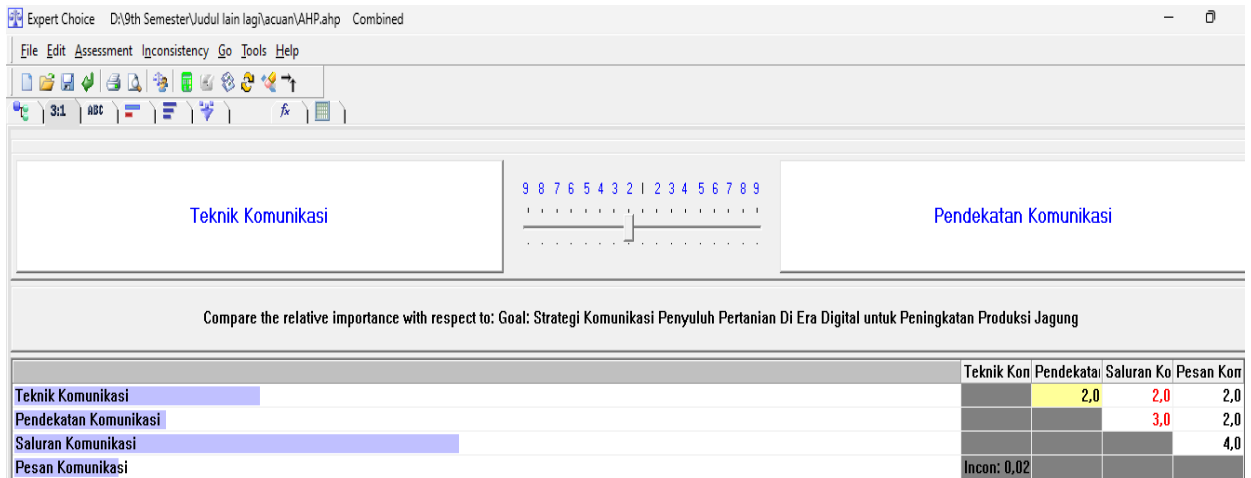 Expert Choice D:\9th Semester\Judul lain lagi\acuan\AHP.ahp Combined
File Edit Assessment Inconsistency Go Tools Help
3:1 ABC fx
9 8 7 6 5 4 3 2 1 2 3 4 5 6 7 8 9
Teknik Komunikasi
Pendekatan Komunikasi
Compare the relative importance with respect to: Goal: Strategi Komunikasi Penyuluh Pertanian Di Era Digital untuk Peningkatan Produksi Jagung
Teknik Kon Pendekata Saluran Ko Pesan Kom
Teknik Komunikasi 2,0 2,0 2,0
Pendekatan Komunikasi 3,0 2,0
Saluran Komunikasi 4,0
Pesan Komunikasi Incon: 0,02